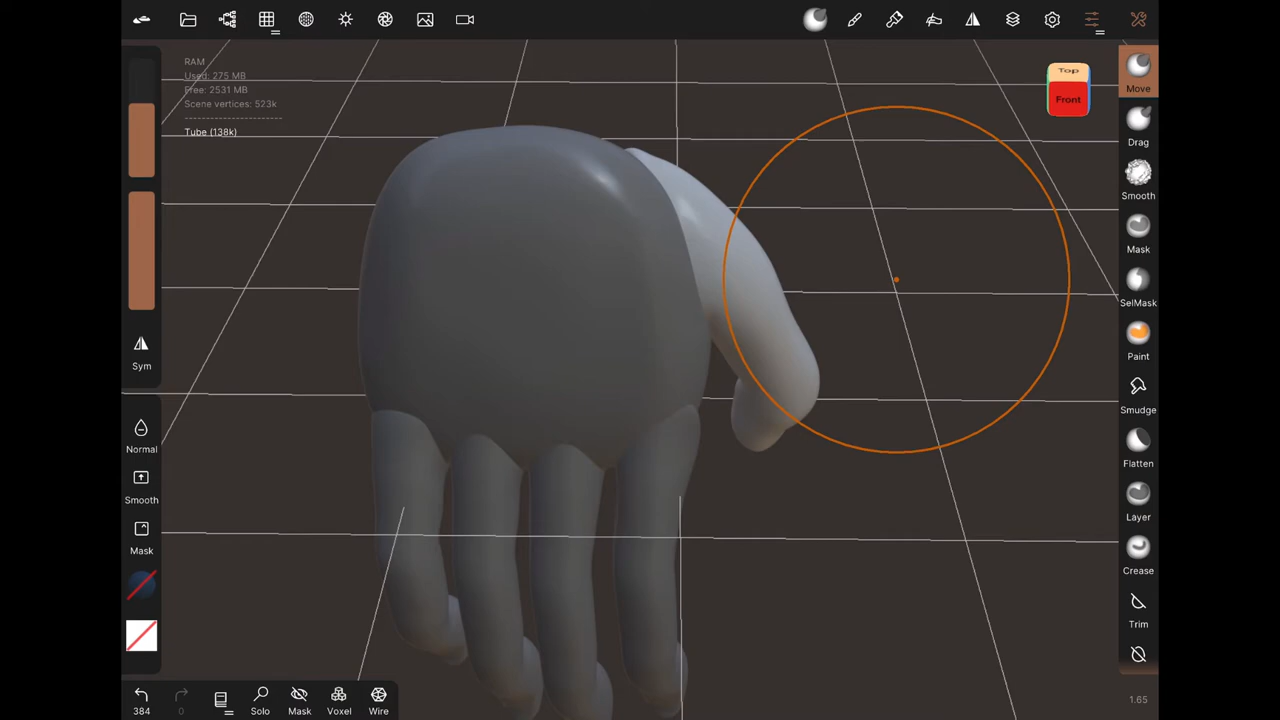 RAM
Used: 275 MB
Free: 2531 MB
Scene vertices: 523k
-----------------------
Tube (138k)
Top
Front
Move
Drag
Smooth
Mask
SelMask
Paint
Smudge
Flatten
Layer
Crease
Trim
Sym
Normal
Smooth
Mask
384
0
Solo
Mask
Voxel
Wire
1.65